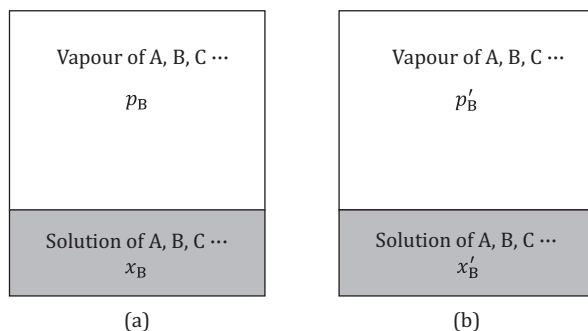 Vapour of A, B, C ⋯
p_B
Solution of A, B, C ⋯
x_B
(a)
Vapour of A, B, C ⋯
p′_B
Solution of A, B, C ⋯
x′_B
(b)